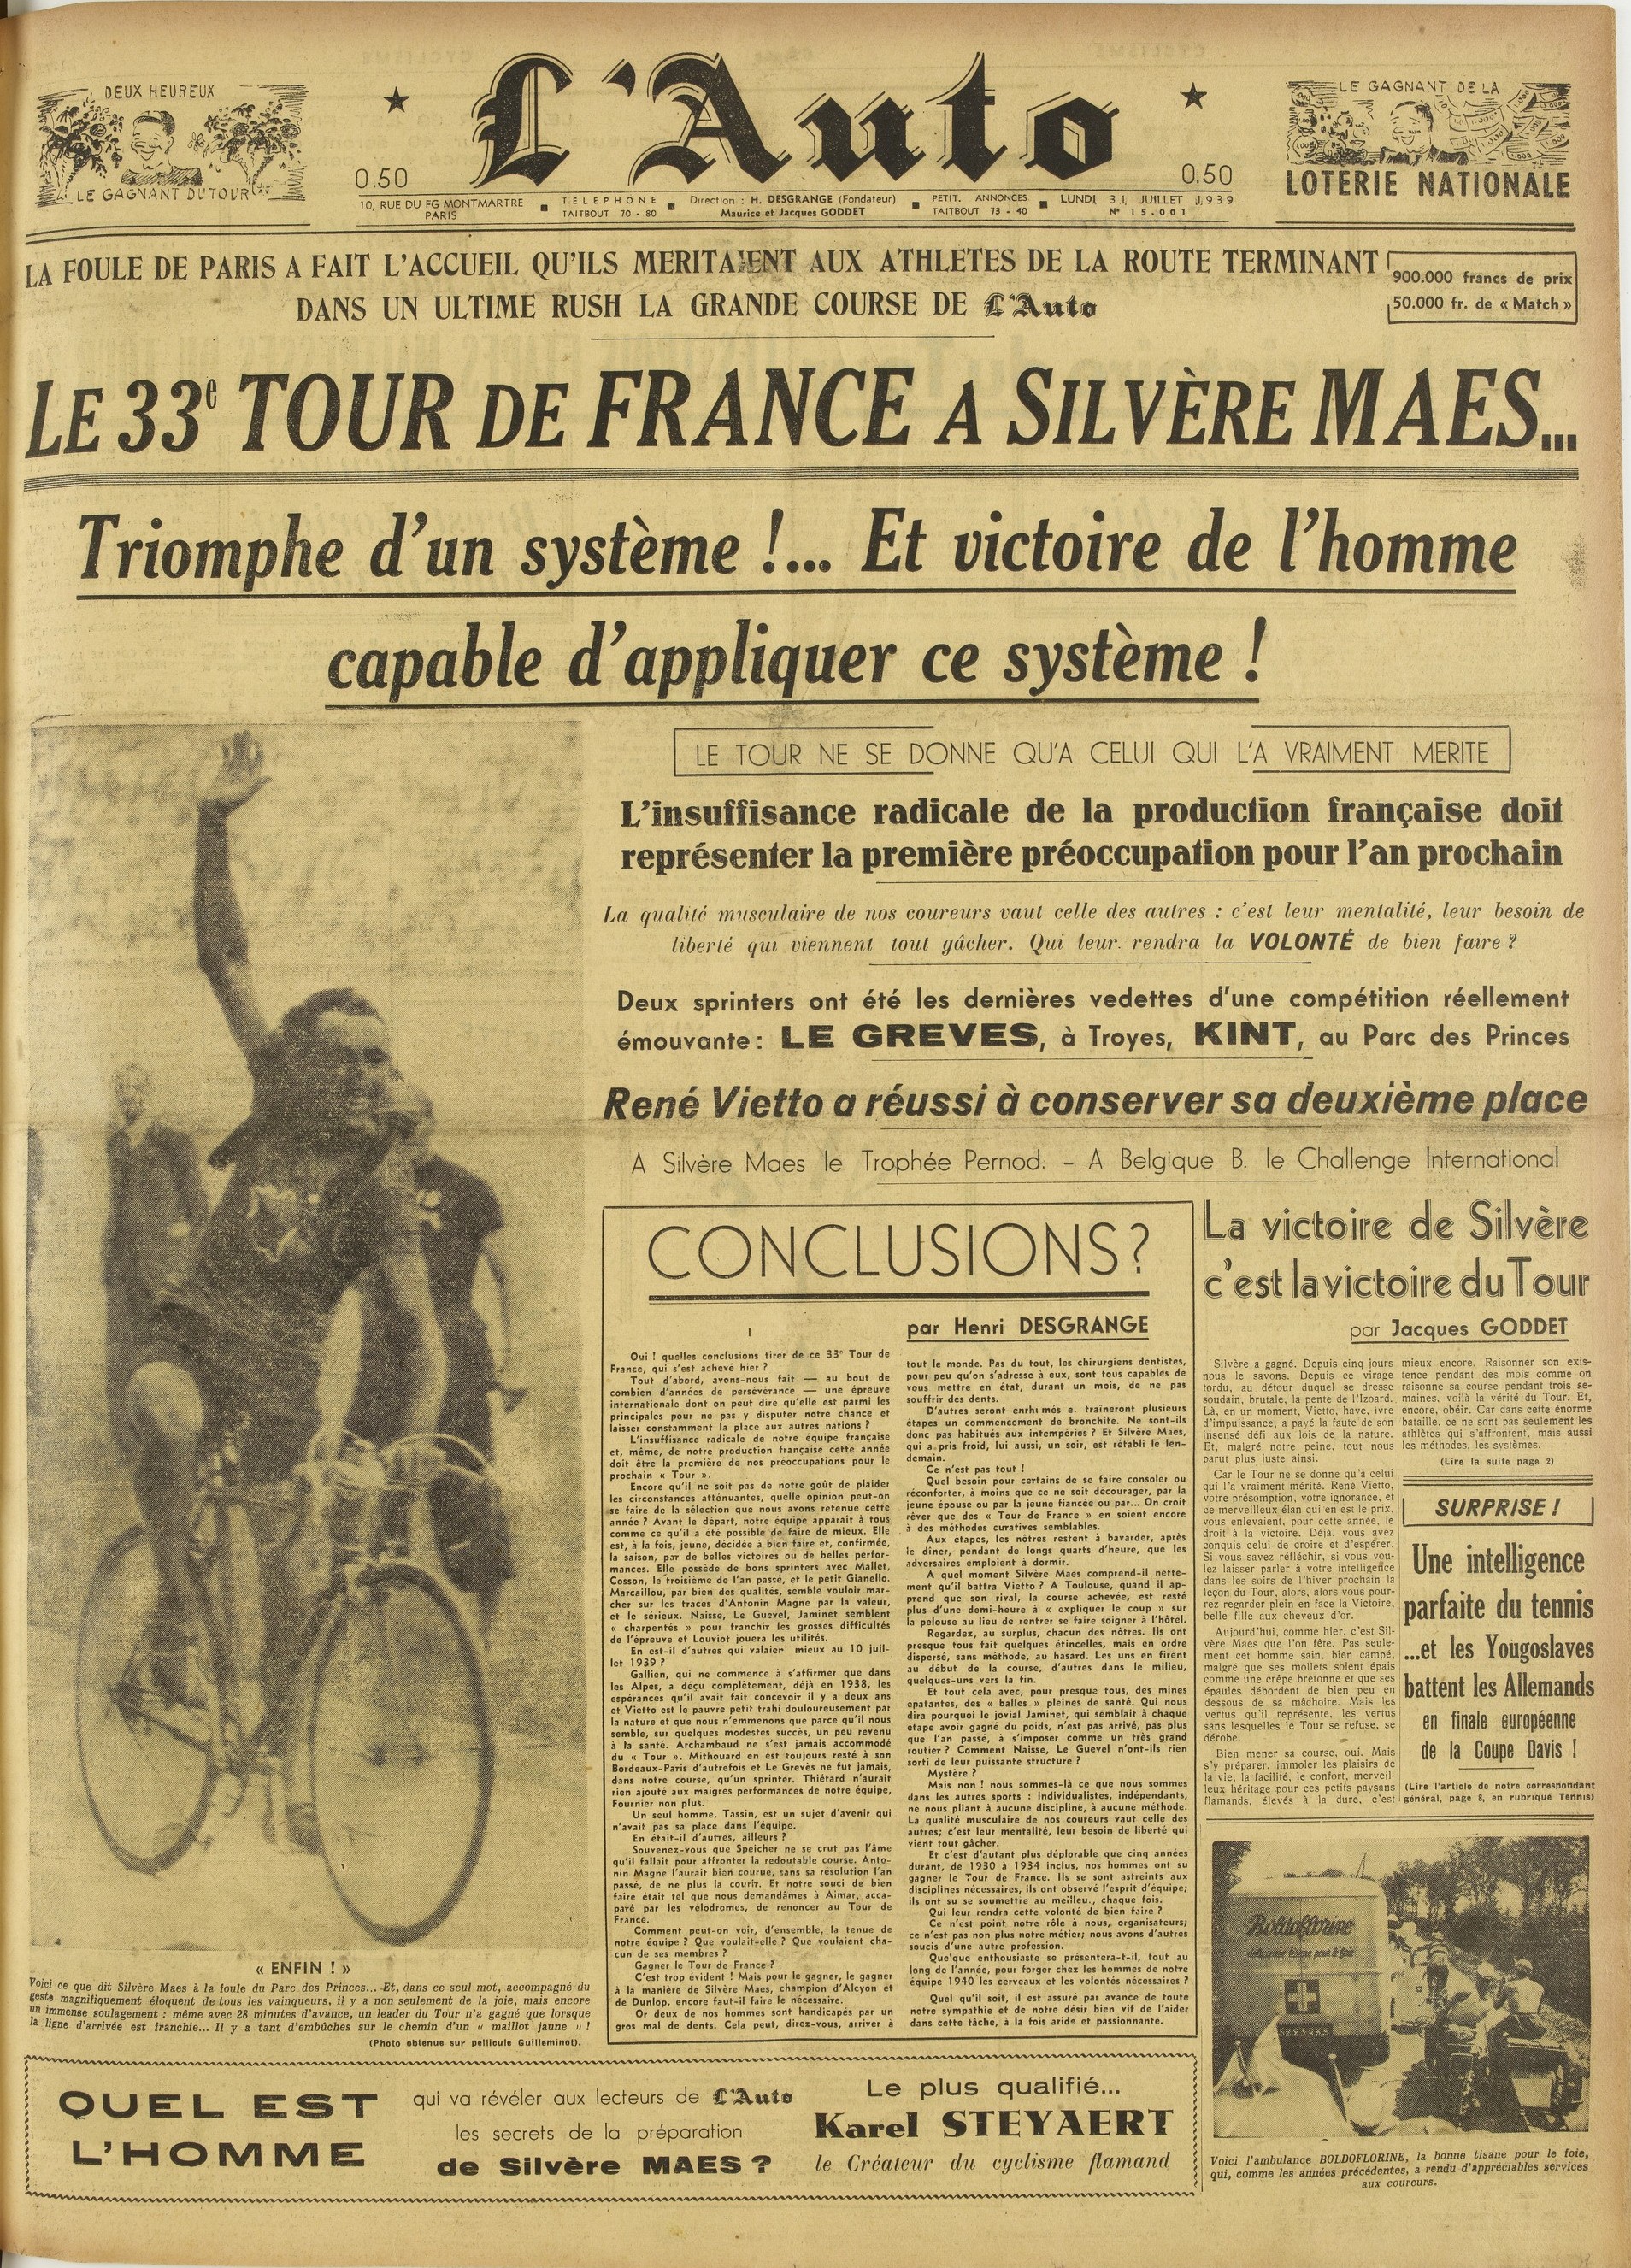 DEUX HEUREUX
LE GAGNANT DU TOUR
0.50
L'Auto
0.50
LE GAGNANT DE LA
LOTERIE NATIONALE
10, RUE DU FG MONTMARTRE
PARIS
TELEPHONE
TAITBOUT 70 - 80
Direction : H. DESGRANGE (Fondateur)
Maurice et Jacques GODDET
PETIT. ANNONCES
TAITBOUT 73 - 40
LUNDI 31 JUILLET 1939
N° 15.001
LA FOULE DE PARIS A FAIT L'ACCUEIL QU'ILS MERITAIENT AUX ATHLETES DE LA ROUTE TERMINANT
DANS UN ULTIME RUSH LA GRANDE COURSE DE L'Auto
900.000 francs de prix
50.000 fr. de « Match »
LE 33e TOUR DE FRANCE A SILVÈRE MAES...
Triomphe d'un système !... Et victoire de l'homme
capable d'appliquer ce système !
LE TOUR NE SE DONNE QU'A CELUI QUI L'A VRAIMENT MERITE
L'insuffisance radicale de la production française doit
représenter la première préoccupation pour l'an prochain
La qualité musculaire de nos coureurs vaut celle des autres : c'est leur mentalité, leur besoin de
liberté qui viennent tout gâcher. Qui leur rendra la VOLONTÉ de bien faire ?
Deux sprinters ont été les dernières vedettes d'une compétition réellement
émouvante : LE GREVES, à Troyes, KINT, au Parc des Princes
René Vietto a réussi à conserver sa deuxième place
A Silvère Maes le Trophée Pernod. - A Belgique B. le Challenge International
« ENFIN ! »
Voici ce que dit Silvère Maes à la foule du Parc des Princes... Et, dans ce seul mot, accompagné du
geste magnifiquement éloquent de tous les vainqueurs, il y a non seulement de la joie, mais encore
un immense soulagement : même avec 28 minutes d'avance, un leader du Tour n'a gagné que lorsque
la ligne d'arrivée est franchie... Il y a tant d'embûches sur le chemin d'un « maillot jaune » !
(Photo obtenue sur pellicule Guilleminot).
CONCLUSIONS?
par Henri DESGRANGE
I
Oui ! quelles conclusions tirer de ce 33e Tour de
France, qui s'est achevé hier ?
Tout d'abord, avons-nous fait — au bout de
combien d'années de persévérance — une épreuve
internationale dont on peut dire qu'elle est parmi les
principales pour ne pas y disputer notre chance et
laisser constamment la place aux autres nations ?
L'insuffisance radicale de notre équipe française
et, même, de notre production française cette année
doit être la première de nos préoccupations pour le
prochain « Tour ».
Encore qu'il ne soit pas de notre goût de plaider
les circonstances atténuantes, quelle opinion peut-on
se faire de la sélection que nous avons retenue cette
année ? Avant le départ, notre équipe apparait à tous
comme ce qu'il a été possible de faire de mieux. Elle
est, à la fois, jeune, décidée à bien faire et, confirmée,
la saison, par de belles victoires ou de belles perfor-
mances. Elle possède de bons sprinters avec Mallet,
Cosson, le troisième de l'an passé, et le petit Gianello.
Marcaillou, par bien des qualités, semble vouloir mar-
cher sur les traces d'Antonin Magne par la valeur,
et le sérieux. Naisse, Le Guevel, Jaminet semblent
« charpentés » pour franchir les grosses difficultés
de l'épreuve et Louviot jouera les utilités.
En est-il d'autres qui valaier mieux au 10 juil-
let 1939 ?
Gallien, qui ne commence à s'affirmer que dans
les Alpes, a déçu complètement, déjà en 1938, les
espérances qu'il avait fait concevoir il y a deux ans
et Vietto est le pauvre petit trahi douloureusement par
la nature et que nous n'emmenons que parce qu'il nous
semble, sur quelques modestes succès, un peu revenu
à la santé. Archambaud ne s'est jamais accommodé
du « Tour ». Mithouard en est toujours resté à son
Bordeaux-Paris d'autrefois et Le Grevès ne fut jamais,
dans notre course, qu'un sprinter. Thiétard n'aurait
rien ajouté aux maigres performances de notre équipe,
Fournier non plus.
Un seul homme, Tassin, est un sujet d'avenir qui
n'avait pas sa place dans l'équipe.
En était-il d'autres, ailleurs ?
Souvenez-vous que Speicher ne se crut pas l'âme
qu'il fallait pour affronter la redoutable course. Anto-
nin Magne l'aurait bien courue, sans sa résolution l'an
passé, de ne plus la courir. Et notre souci de bien
faire était tel que nous demandâmes à Aimar, acca-
paré par les vélodromes, de renoncer au Tour de
France.
Comment peut-on voir, d'ensemble, la tenue de
notre équipe ? Que voulait-elle ? Que voulaient cha-
cun de ses membres ?
Gagner le Tour de France ?
C'est trop évident ! Mais pour le gagner, le gagner
à la manière de Silvère Maes, champion d'Alcyon et
de Dunlop, encore faut-il faire le nécessaire.
Or deux de nos hommes sont handicapés par un
gros mal de dents. Cela peut, direz-vous, arriver à
tout le monde. Pas du tout, les chirurgiens dentistes,
pour peu qu'on s'adresse à eux, sont tous capables de
vous mettre en état, durant un mois, de ne pas
souffrir des dents.
D'autres seront enrhumés e. traineront plusieurs
étapes un commencement de bronchite. Ne sont-ils
donc pas habitués aux intempéries ? Et Silvère Maes,
qui a pris froid, lui aussi, un soir, est rétabli le len-
demain.
Ce n'est pas tout !
Quel besoin pour certains de se faire consoler ou
réconforter, à moins que ce ne soit décourager, par la
jeune épouse ou par la jeune fiancée ou par... On croit
rêver que des « Tour de France » en soient encore
à des méthodes curatives semblables.
Aux étapes, les nôtres restent à bavarder, après
le diner, pendant de longs quarts d'heure, que les
adversaires emploient à dormir.
A quel moment Silvère Maes comprend-il nette-
ment qu'il battra Vietto ? A Toulouse, quand il ap-
prend que son rival, la course achevée, est resté
plus d'une demi-heure à « expliquer le coup » sur
la pelouse au lieu de rentrer se faire soigner à l'hôtel.
Regardez, au surplus, chacun des nôtres. Ils ont
presque tous fait quelques étincelles, mais en ordre
dispersé, sans méthode, au hasard. Les uns en firent
au début de la course, d'autres dans le milieu,
quelques-uns vers la fin.
Et tout cela avec, pour presque tous, des mines
épatantes, des « balles » pleines de santé. Qui nous
dira pourquoi le jovial Jaminet, qui semblait à chaque
étape avoir gagné du poids, n'est pas arrivé, pas plus
que l'an passé, à s'imposer comme un très grand
routier ? Comment Naisse, Le Guevel n'ont-ils rien
sorti de leur puissante structure ?
Mystère ?
Mais non ! nous sommes-là ce que nous sommes
dans les autres sports : individualistes, indépendants,
ne nous pliant à aucune discipline, à aucune méthode.
La qualité musculaire de nos coureurs vaut celle des
autres; c'est leur mentalité, leur besoin de liberté qui
vient tout gâcher.
Et c'est d'autant plus déplorable que cinq années
durant, de 1930 à 1934 inclus, nos hommes ont su
gagner le Tour de France. Ils se sont astreints aux
disciplines nécessaires, ils ont observé l'esprit d'équipe;
ils ont su se soumettre au meilleu., chaque fois.
Qui leur rendra cette volonté de bien faire ?
Ce n'est point notre rôle à nous, organisateurs;
ce n'est pas non plus notre métier; nous avons d'autres
soucis d'une autre profession.
Que'que enthousiaste se présentera-t-il, tout au
long de l'année, pour forger chez les hommes de notre
équipe 1940 les cerveaux et les volontés nécessaires ?
Quel qu'il soit, il est assuré par avance de toute
notre sympathie et de notre désir bien vif de l'aider
dans cette tâche, à la fois aride et passionnante.
La victoire de Silvère
c'est la victoire du Tour
par Jacques GODDET
Silvère a gagné. Depuis cinq jours
nous le savons. Depuis ce virage
tordu, au détour duquel se dresse
soudain, brutale, la pente de l'Izoard.
Là, en un moment, Vietto, have, ivre
d'impuissance, a payé la faute de son
insensé défi aux lois de la nature.
Et, malgré notre peine, tout nous
parut plus juste ainsi.
Car le Tour ne se donne qu'à celui
qui l'a vraiment mérité. René Vietto,
votre présomption, votre ignorance, et
ce merveilleux élan qui en est le prix,
vous enlevaient, pour cette année, le
droit à la victoire. Déjà, vous avez
conquis celui de croire et d'espérer.
Si vous savez réfléchir, si vous vou-
lez laisser parler à votre intelligence
dans les soirs de l'hiver prochain la
leçon du Tour, alors, alors vous pour-
rez regarder plein en face la Victoire,
belle fille aux cheveux d'or.
Aujourd'hui, comme hier, c'est Sil-
vère Maes que l'on fête. Pas seule-
ment cet homme sain, bien campé,
malgré que ses mollets soient épais
comme une crêpe bretonne et que ses
épaules débordent de bien peu en
dessous de sa mâchoire. Mais les
vertus qu'il représente, les vertus
sans lesquelles le Tour se refuse, se
dérobe.
Bien mener sa course, oui. Mais
s'y préparer, immoler les plaisirs de
la vie, la facilité, le confort, merveil-
leux héritage pour ces petits paysans
flamands, élevés à la dure, c'est
mieux encore. Raisonner son exis-
tence pendant des mois comme on
raisonne sa course pendant trois se-
maines, voilà la vérité du Tour. Et,
encore, obéir. Car dans cette énorme
bataille, ce ne sont pas seulement les
athlètes qui s'affrontent, mais aussi
les méthodes, les systèmes.
(Lire la suite page 2)
SURPRISE !
Une intelligence
parfaite du tennis
...et les Yougoslaves
battent les Allemands
en finale européenne
de la Coupe Davis !
(Lire l'article de notre correspondant
général, page 8, en rubrique Tennis)
Boldoflorine
Voici l'ambulance BOLDOFLORINE, la bonne tisane pour le foie,
qui, comme les années précédentes, a rendu d'appréciables services
aux coureurs.
QUEL EST
L'HOMME
qui va révéler aux lecteurs de L'Auto
les secrets de la préparation
de Silvère MAES ?
Le plus qualifié...
Karel STEYAERT
le Créateur du cyclisme flamand